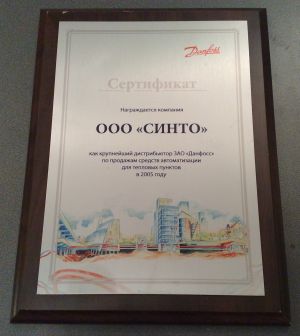 Danfoss
Сертификат
Награждается компания
ООО «СИНТО»
как крупнейший дистрибьютор ЗАО «Данфосс»
по продажам средств автоматизации
для тепловых пунктов
в 2005 году